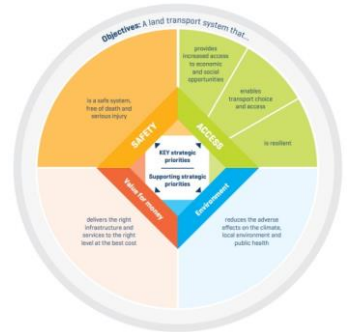 Objectives: A land transport system that...
provides
increased access
to economic
and social
opportunities
enables
transport choice
and access
is resilient
is a safe system,
free of death and
serious injury
SAFETY
ACCESS
KEY strategic
priorities
Supporting strategic
priorities
Value for money
Environment
delivers the right
infrastructure and
services to the right
level at the best cost
reduces the adverse
effects on the climate,
local environment and
public health